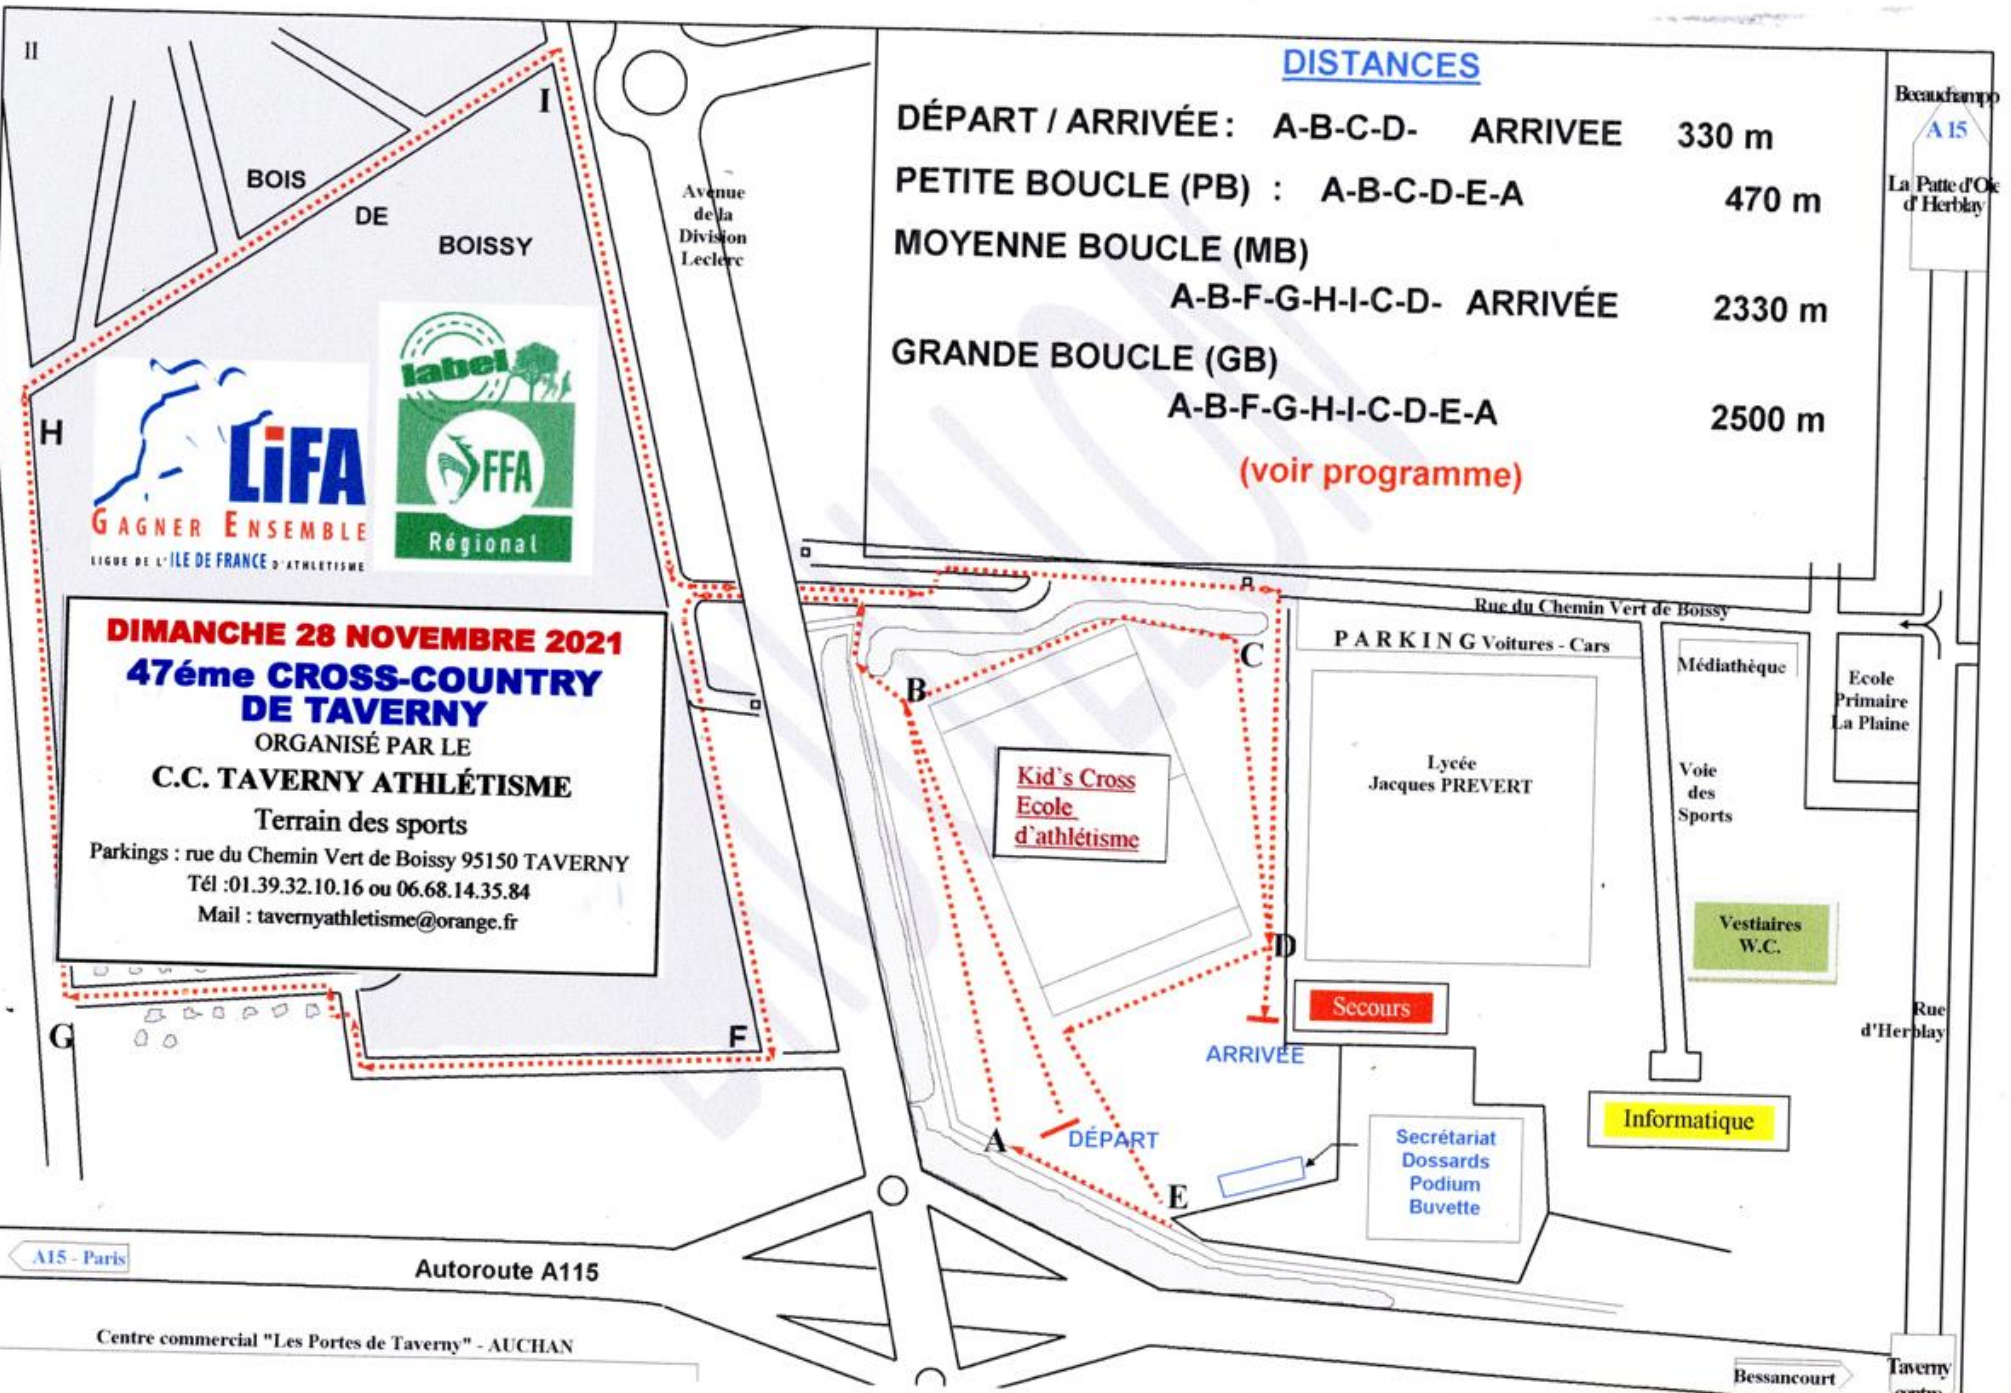 II
DISTANCES
DÉPART / ARRIVÉE : A-B-C-D- ARRIVEE 330 m
PETITE BOUCLE (PB) : A-B-C-D-E-A 470 m
MOYENNE BOUCLE (MB)
A-B-F-G-H-I-C-D- ARRIVÉE 2330 m
GRANDE BOUCLE (GB)
A-B-F-G-H-I-C-D-E-A 2500 m
(voir programme)
A 15
La Patte d'Oie
d'Herblay
I
BOIS
DE
BOISSY
Avenue
de la
Division
Leclerc
H
label
FFA
Régional
LiFA
GAGNER ENSEMBLE
LIGUE DE L'ILE DE FRANCE D'ATHLETISME
DIMANCHE 28 NOVEMBRE 2021
47éme CROSS-COUNTRY
DE TAVERNY
ORGANISÉ PAR LE
C.C. TAVERNY ATHLÉTISME
Terrain des sports
Parkings : rue du Chemin Vert de Boissy 95150 TAVERNY
Tél :01.39.32.10.16 ou 06.68.14.35.84
Mail : tavernyathletisme@orange.fr
Rue du Chemin Vert de Boissy
PARKING Voitures - Cars
C
B
Médiathèque
Ecole
Primaire
La Plaine
Kid's Cross
Ecole
d'athlétisme
Lycée
Jacques PREVERT
Voie
des
Sports
Vestiaires
W.C.
D
Secours
ARRIVÉE
Rue
d'Herblay
G
F
A
DÉPART
E
Informatique
Secrétariat
Dossards
Podium
Buvette
A15 - Paris
Autoroute A115
Centre commercial "Les Portes de Taverny" - AUCHAN
Bessancourt
Taverny